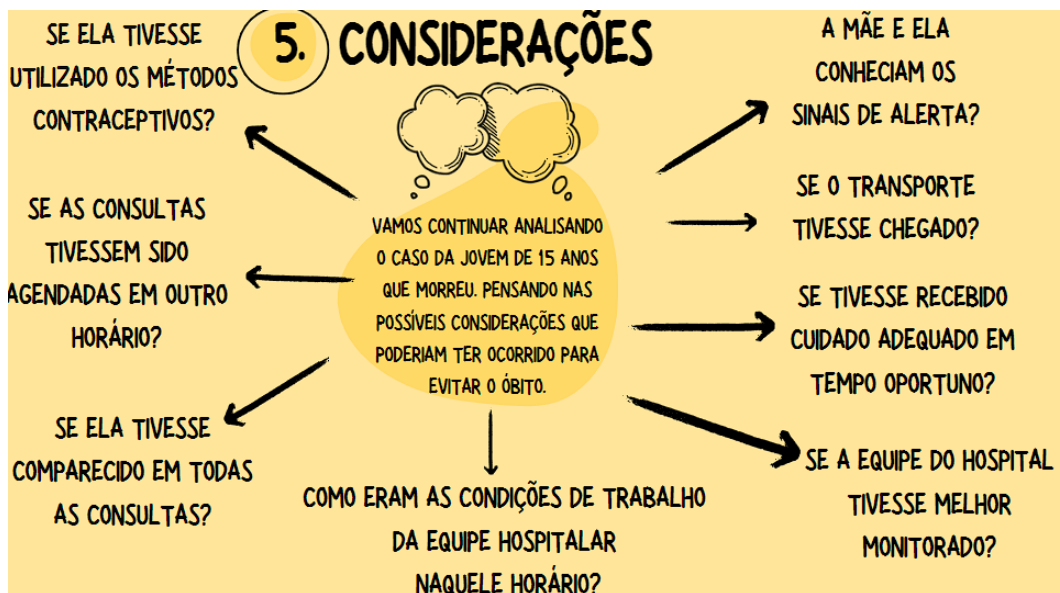 5. CONSIDERAÇÕES
SE ELA TIVESSE
UTILIZADO OS MÉTODOS
CONTRACEPTIVOS?
SE AS CONSULTAS
TIVESSEM SIDO
AGENDADAS EM OUTRO
HORÁRIO?
SE ELA TIVESSE
COMPARECIDO EM TODAS
AS CONSULTAS?
VAMOS CONTINUAR ANALISANDO
O CASO DA JOVEM DE 15 ANOS
QUE MORREU. PENSANDO NAS
POSSÍVEIS CONSIDERAÇÕES QUE
PODERIAM TER OCORRIDO PARA
EVITAR O ÓBITO.
COMO ERAM AS CONDIÇÕES DE TRABALHO
DA EQUIPE HOSPITALAR
NAQUELE HORÁRIO?
A MÃE E ELA
CONHECIAM OS
SINAIS DE ALERTA?
SE O TRANSPORTE
TIVESSE CHEGADO?
SE TIVESSE RECEBIDO
CUIDADO ADEQUADO EM
TEMPO OPORTUNO?
SE A EQUIPE DO HOSPITAL
TIVESSE MELHOR
MONITORADO?